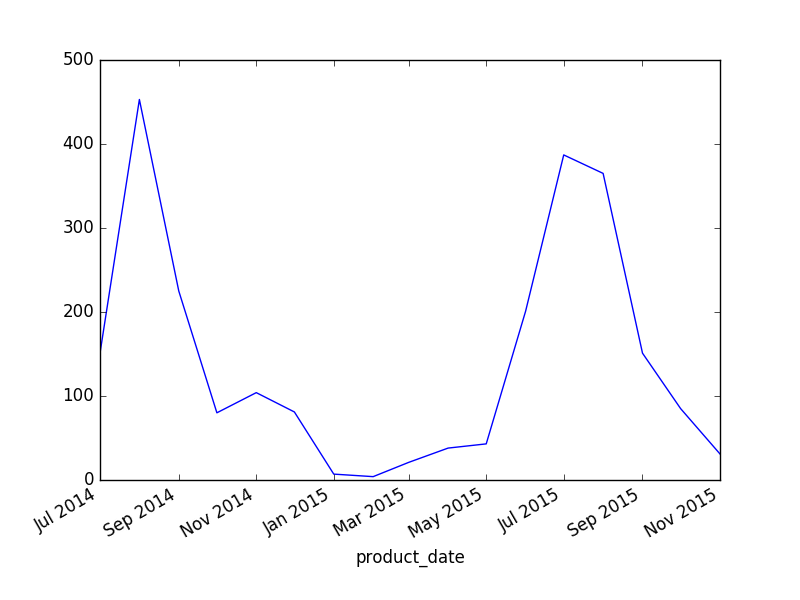 500
400
300
200
100
0
Jul 2014
Sep 2014
Nov 2014
Jan 2015
Mar 2015
May 2015
Jul 2015
Sep 2015
Nov 2015
product_date